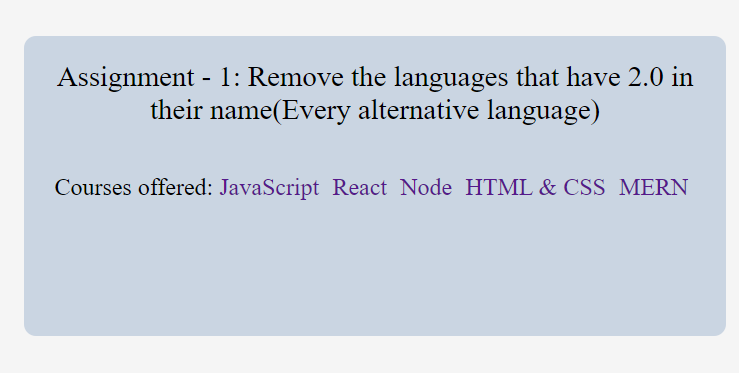 Assignment - 1: Remove the languages that have 2.0 in
their name(Every alternative language)
Courses offered: JavaScript React Node HTML & CSS MERN